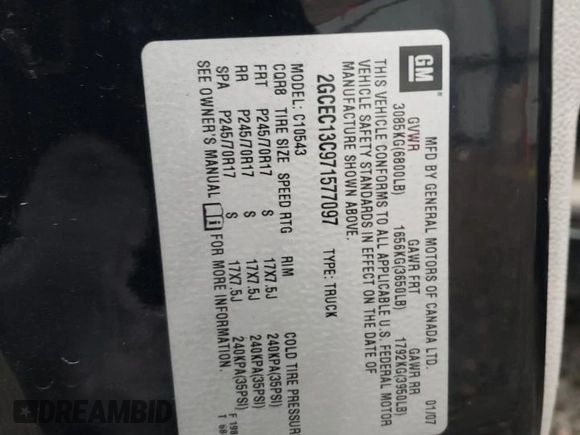 GM
MFD BY GENERAL MOTORS OF CANADA LTD. 01/07
GVWR GAWR FRT GAWR RR
3085KG(6800LB) 1656KG(3650LB) 1792KG(3950LB)
THIS VEHICLE CONFORMS TO ALL APPLICABLE U.S. FEDERAL MOTOR
VEHICLE SAFETY STANDARDS IN EFFECT ON THE DATE OF
MANUFACTURE SHOWN ABOVE.
2GCEC13C971577097 TYPE: TRUCK
MODEL: C10543
CQR8 TIRE SIZE SPEED RTG RIM COLD TIRE PRESSUR
FRT P245/70R17 S 17X7.5J 240KPA(35PSI)
RR P245/70R17 S 17X7.5J 240KPA(35PSI)
SPA P245/70R17 S 17X7.5J 240KPA(35PSI)
SEE OWNER'S MANUAL i FOR MORE INFORMATION.
F 198
T 68
DREAMBID